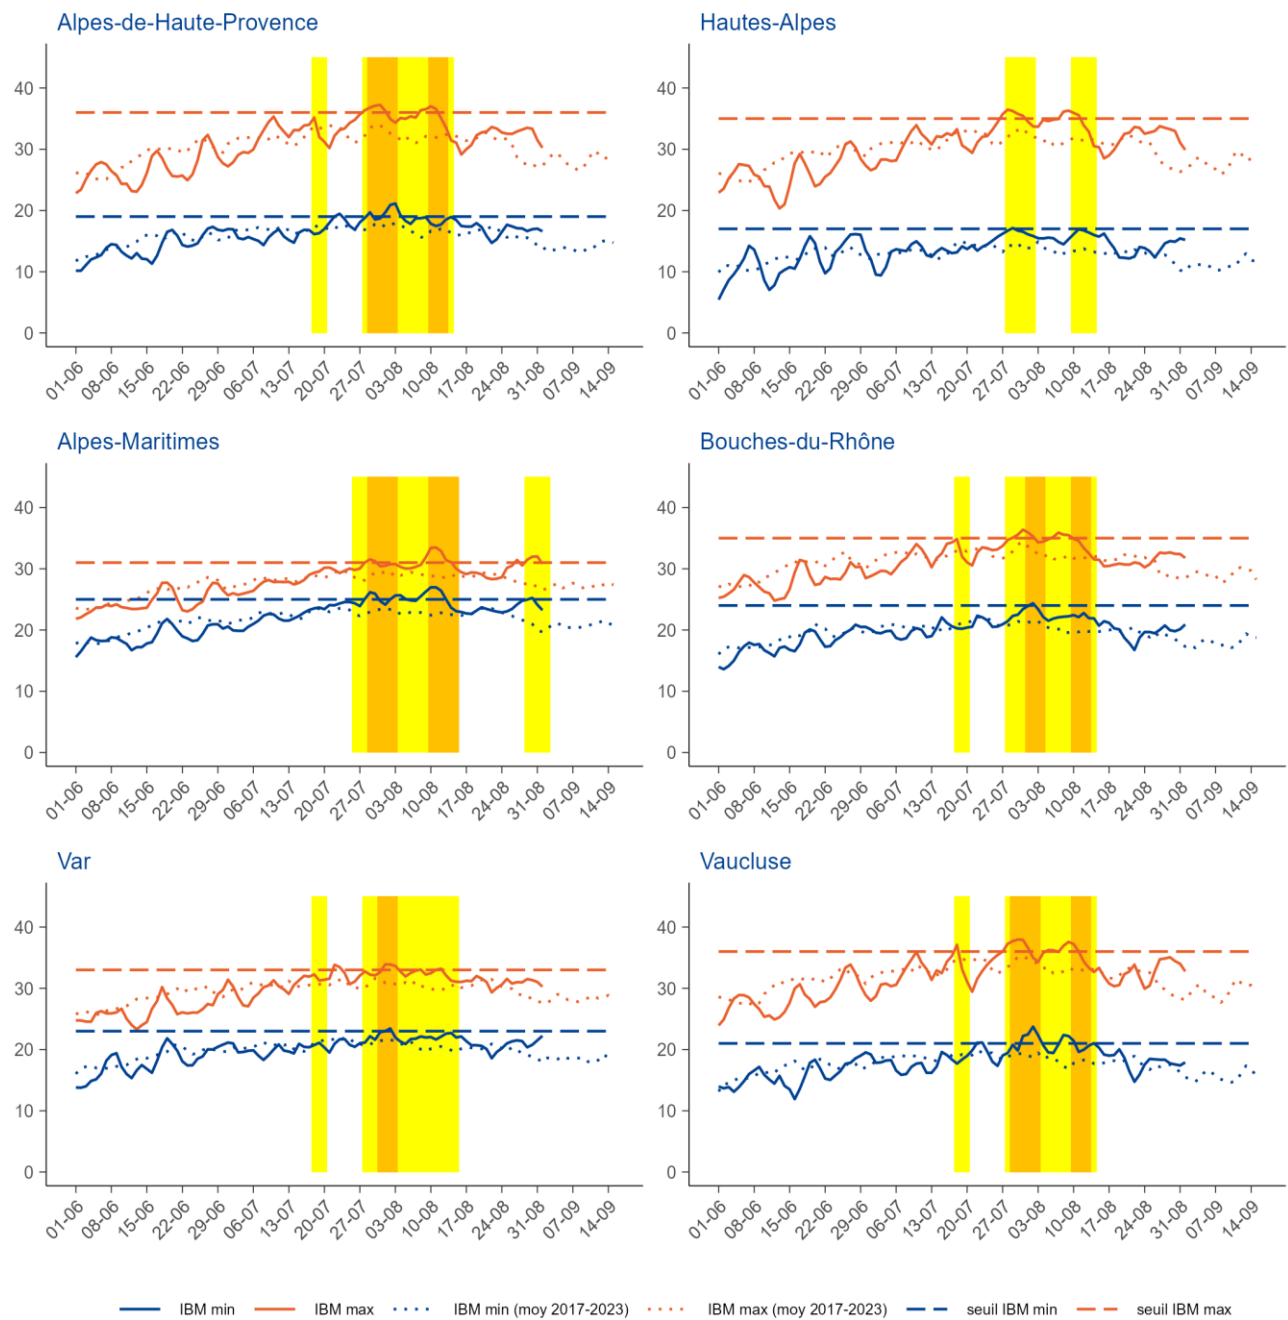 Alpes-de-Haute-Provence
40
30
20
10
0
01-06 08-06 15-06 22-06 29-06 06-07 13-07 20-07 27-07 03-08 10-08 17-08 24-08 31-08 07-09 14-09
Hautes-Alpes
40
30
20
10
0
01-06 08-06 15-06 22-06 29-06 06-07 13-07 20-07 27-07 03-08 10-08 17-08 24-08 31-08 07-09 14-09
Alpes-Maritimes
40
30
20
10
0
01-06 08-06 15-06 22-06 29-06 06-07 13-07 20-07 27-07 03-08 10-08 17-08 24-08 31-08 07-09 14-09
Bouches-du-Rhône
40
30
20
10
0
01-06 08-06 15-06 22-06 29-06 06-07 13-07 20-07 27-07 03-08 10-08 17-08 24-08 31-08 07-09 14-09
Var
40
30
20
10
0
01-06 08-06 15-06 22-06 29-06 06-07 13-07 20-07 27-07 03-08 10-08 17-08 24-08 31-08 07-09 14-09
Vaucluse
40
30
20
10
0
01-06 08-06 15-06 22-06 29-06 06-07 13-07 20-07 27-07 03-08 10-08 17-08 24-08 31-08 07-09 14-09
IBM min IBM max IBM min (moy 2017-2023) IBM max (moy 2017-2023) seuil IBM min seuil IBM max